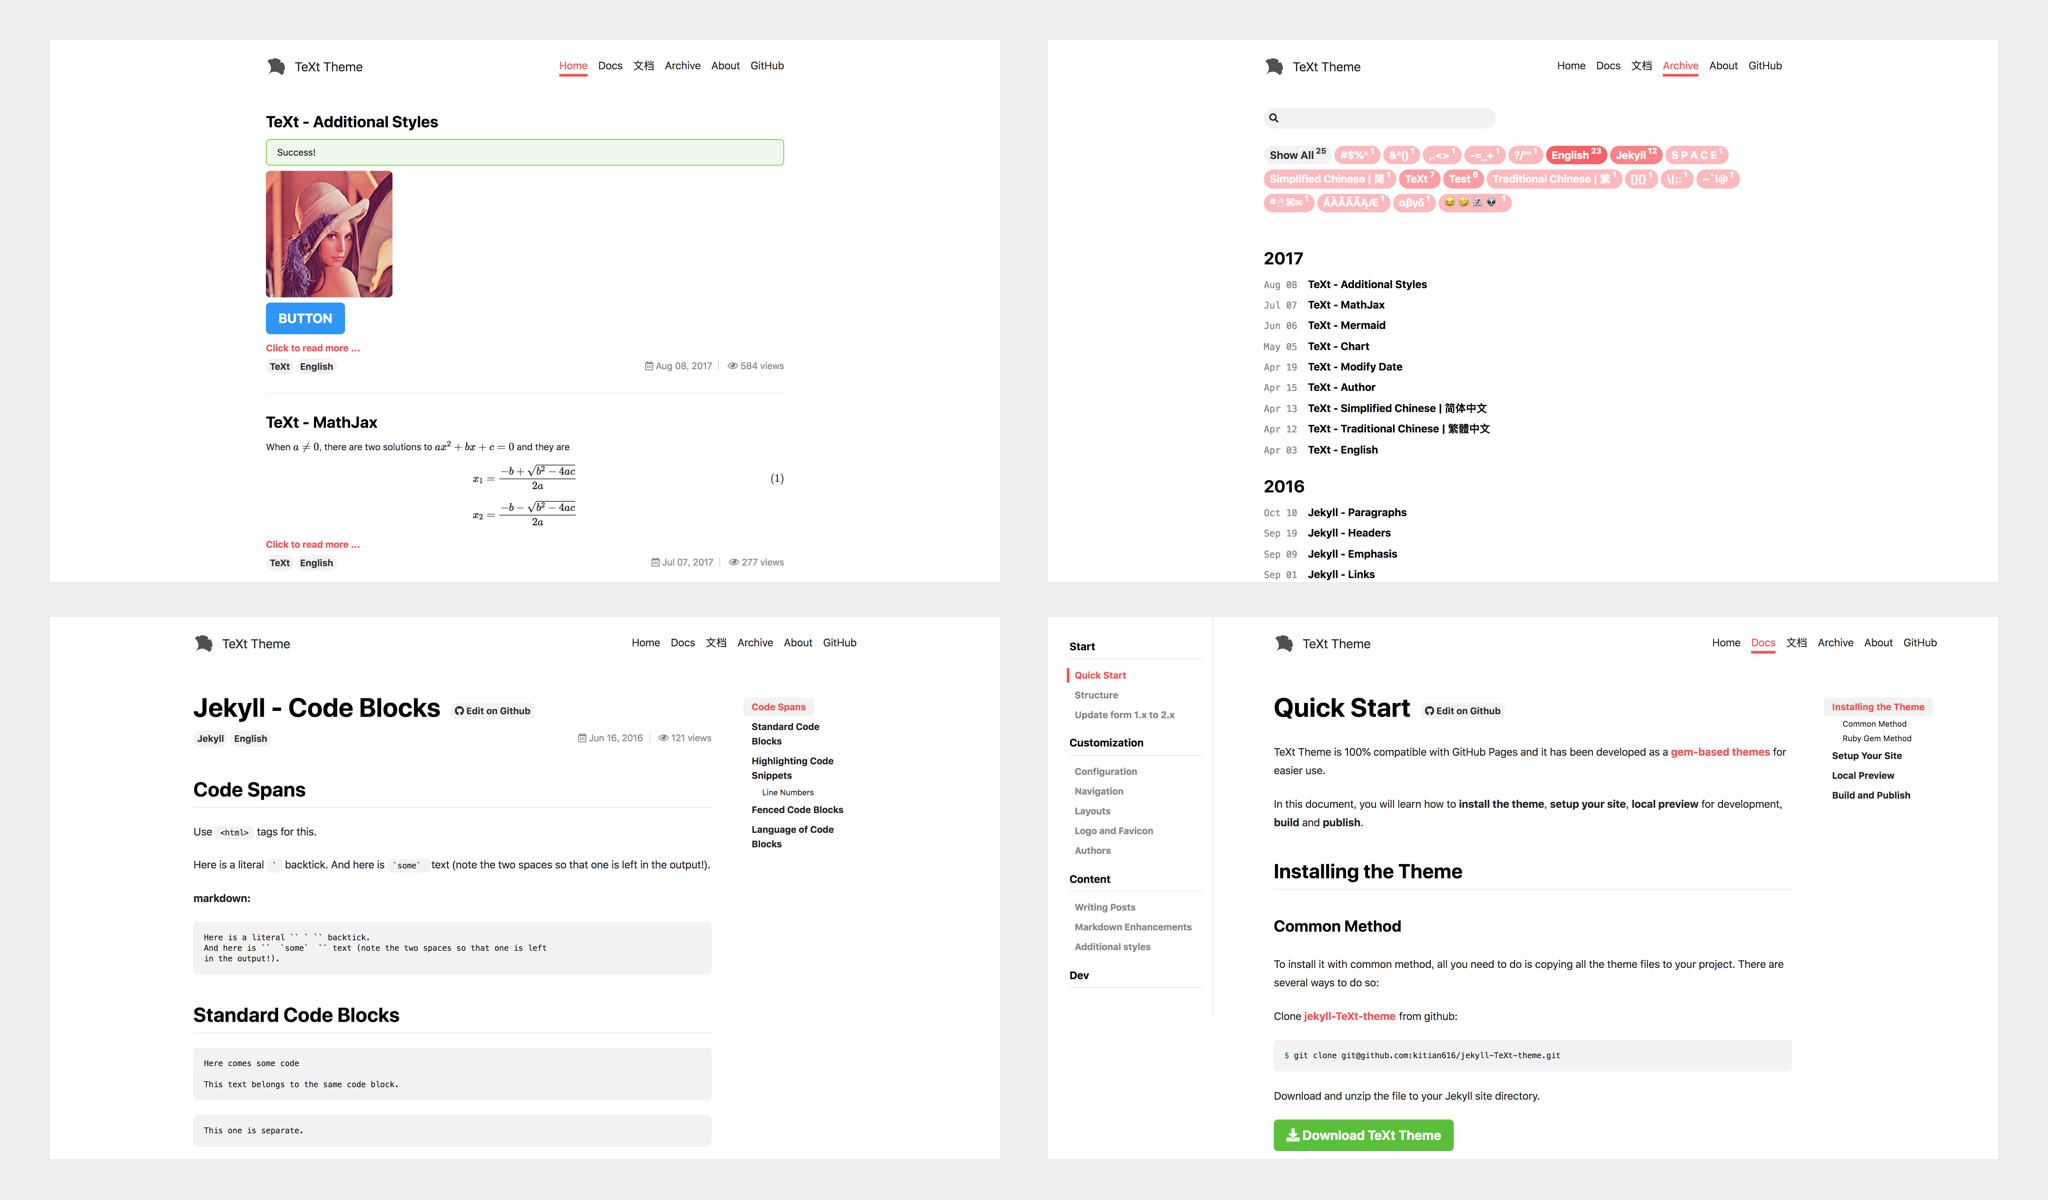 TeXt Theme
Home Docs 文档 Archive About GitHub
TeXt - Additional Styles
Success!
BUTTON
Click to read more ...
TeXt English
Aug 08, 2017 | 584 views
TeXt - MathJax
When a ≠ 0, there are two solutions to ax² + bx + c = 0 and they are
x₁ = (−b + √(b² − 4ac)) / 2a (1)
x₂ = (−b − √(b² − 4ac)) / 2a
Click to read more ...
TeXt English
Jul 07, 2017 | 277 views
TeXt Theme
Home Docs 文档 Archive About GitHub
Show All 25 #$%^ 1 &*() 1 ,.<> 1 -=_+ 1 ?/'" 1 English 23 Jekyll 12 S P A C E 1
Simplified Chinese | 简 1 TeXt 7 Test 6 Traditional Chinese | 繁 1 []{} 1 \|;: 1 ~`!@ 1
1 ÁÀÂÄÃĄÆ 1 αβγδ 1 😂 🤣 ☠ 👽 1
2017
Aug 08 TeXt - Additional Styles
Jul 07 TeXt - MathJax
Jun 06 TeXt - Mermaid
May 05 TeXt - Chart
Apr 19 TeXt - Modify Date
Apr 15 TeXt - Author
Apr 13 TeXt - Simplified Chinese | 简体中文
Apr 12 TeXt - Traditional Chinese | 繁體中文
Apr 03 TeXt - English
2016
Oct 10 Jekyll - Paragraphs
Sep 19 Jekyll - Headers
Sep 09 Jekyll - Emphasis
Sep 01 Jekyll - Links
TeXt Theme
Home Docs 文档 Archive About GitHub
Jekyll - Code Blocks Edit on Github
Jekyll English
Jun 16, 2016 | 121 views
Code Spans
Use <html> tags for this.
Here is a literal ` backtick. And here is `some` text (note the two spaces so that one is left in the output!).
markdown:
Here is a literal `` ` `` backtick.
And here is ``  `some`  `` text (note the two spaces so that one is left
in the output!).
Standard Code Blocks
Here comes some code
This text belongs to the same code block.
This one is separate.
Code Spans
Standard Code
Blocks
Highlighting Code
Snippets
Line Numbers
Fenced Code Blocks
Language of Code
Blocks
Start
Quick Start
Structure
Update form 1.x to 2.x
Customization
Configuration
Navigation
Layouts
Logo and Favicon
Authors
Content
Writing Posts
Markdown Enhancements
Additional styles
Dev
TeXt Theme
Home Docs 文档 Archive About GitHub
Quick Start Edit on Github
TeXt Theme is 100% compatible with GitHub Pages and it has been developed as a gem-based themes for
easier use.
In this document, you will learn how to install the theme, setup your site, local preview for development,
build and publish.
Installing the Theme
Common Method
To install it with common method, all you need to do is copying all the theme files to your project. There are
several ways to do so:
Clone jekyll-TeXt-theme from github:
$ git clone git@github.com:kitian616/jekyll-TeXt-theme.git
Download and unzip the file to your Jekyll site directory.
Download TeXt Theme
Installing the Theme
Common Method
Ruby Gem Method
Setup Your Site
Local Preview
Build and Publish